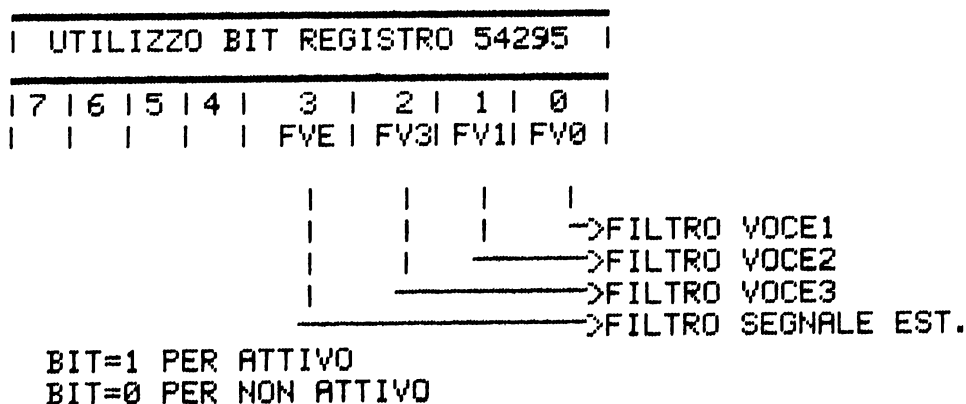 | UTILIZZO BIT REGISTRO 54295 |
|7 |6 |5 |4 | 3 | 2 | 1 | 0 |
| | | | | FVE | FV3| FV1| FV0 |
| | | |
| | | ->FILTRO VOCE1
| | ———>FILTRO VOCE2
| ———>FILTRO VOCE3
———>FILTRO SEGNALE EST.
BIT=1 PER ATTIVO
BIT=0 PER NON ATTIVO